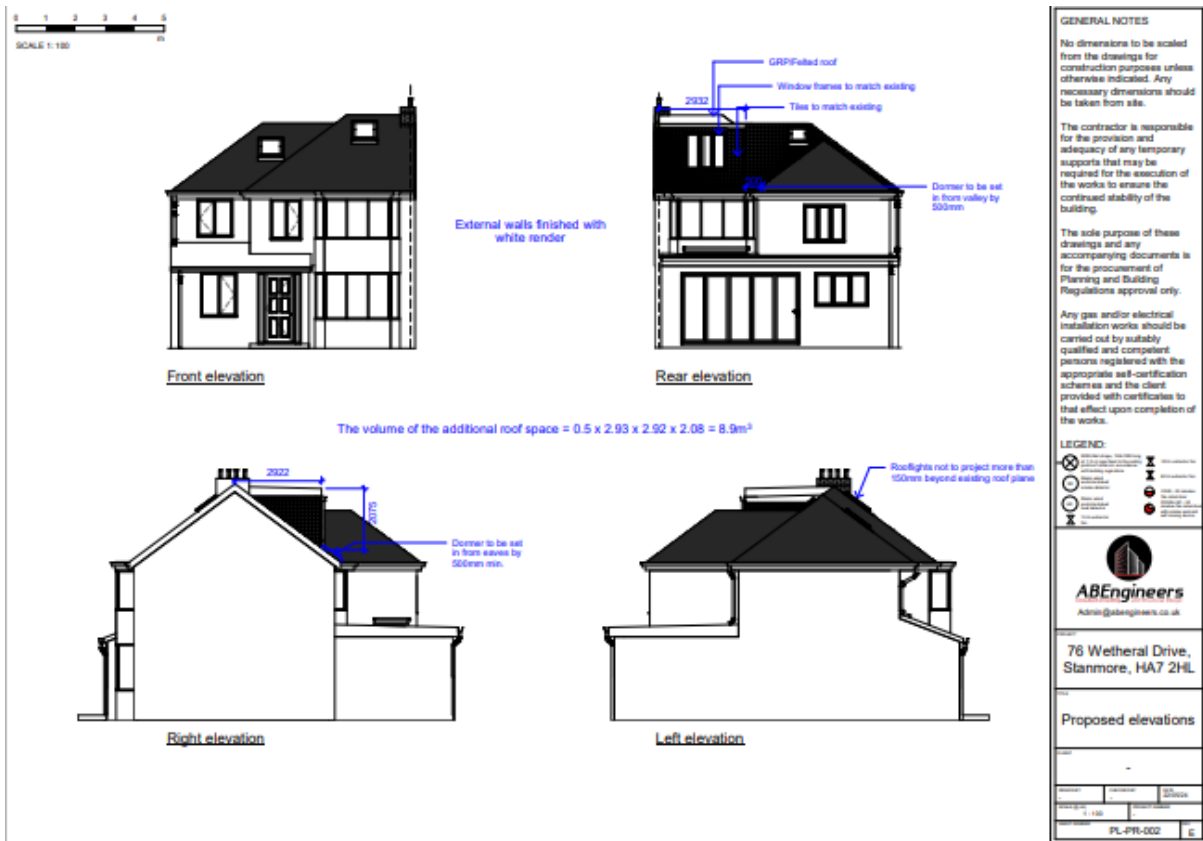 0 1 2 3 4 5
m
SCALE 1: 100
GRP/Felted roof
Window frames to match existing
2932
Tiles to match existing
500
Dormer to be set
in from valley by
500mm
External walls finished with
white render
Front elevation
Rear elevation
The volume of the additional roof space = 0.5 x 2.93 x 2.92 x 2.08 = 8.9m³
2922
2075
Dormer to be set
in from eaves by
500mm min.
Rooflights not to project more than
150mm beyond existing roof plane
Right elevation
Left elevation
GENERAL NOTES
No dimensions to be scaled
from the drawings for
construction purposes unless
otherwise indicated. Any
necessary dimensions should
be taken from site.
The contractor is responsible
for the provision and
adequacy of any temporary
supports that may be
required for the execution of
the works to ensure the
continued stability of the
building.
The sole purpose of these
drawings and any
accompanying documents is
for the procurement of
Planning and Building
Regulations approval only.
Any gas and/or electrical
installation works should be
carried out by suitably
qualified and competent
persons registered with the
appropriate self-certification
schemes and the client
provided with certificates to
that effect upon completion of
the works.
LEGEND:
ABEngineers
Admin@abengineers.co.uk
76 Wetheral Drive,
Stanmore, HA7 2HL
Proposed elevations
-
1 : 100
PL-PR-002
E